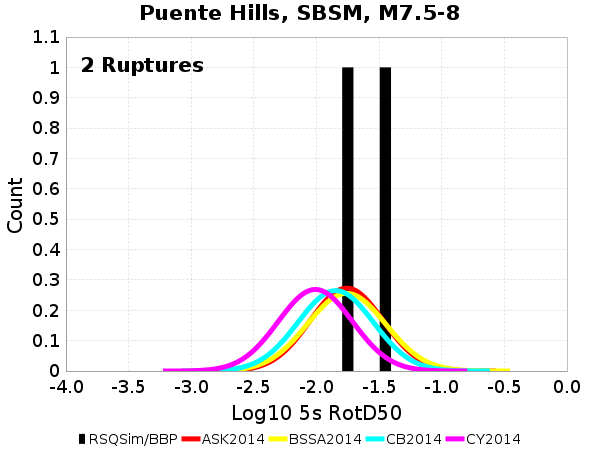 Puente Hills, SBSM, M7.5-8
2 Ruptures
Count
1.1
1
0.9
0.8
0.7
0.6
0.5
0.4
0.3
0.2
0.1
0
-4.0 -3.5 -3.0 -2.5 -2.0 -1.5 -1.0 -0.5 0.0
Log10 5s RotD50
RSQSim/BBP ASK2014 BSSA2014 CB2014 CY2014